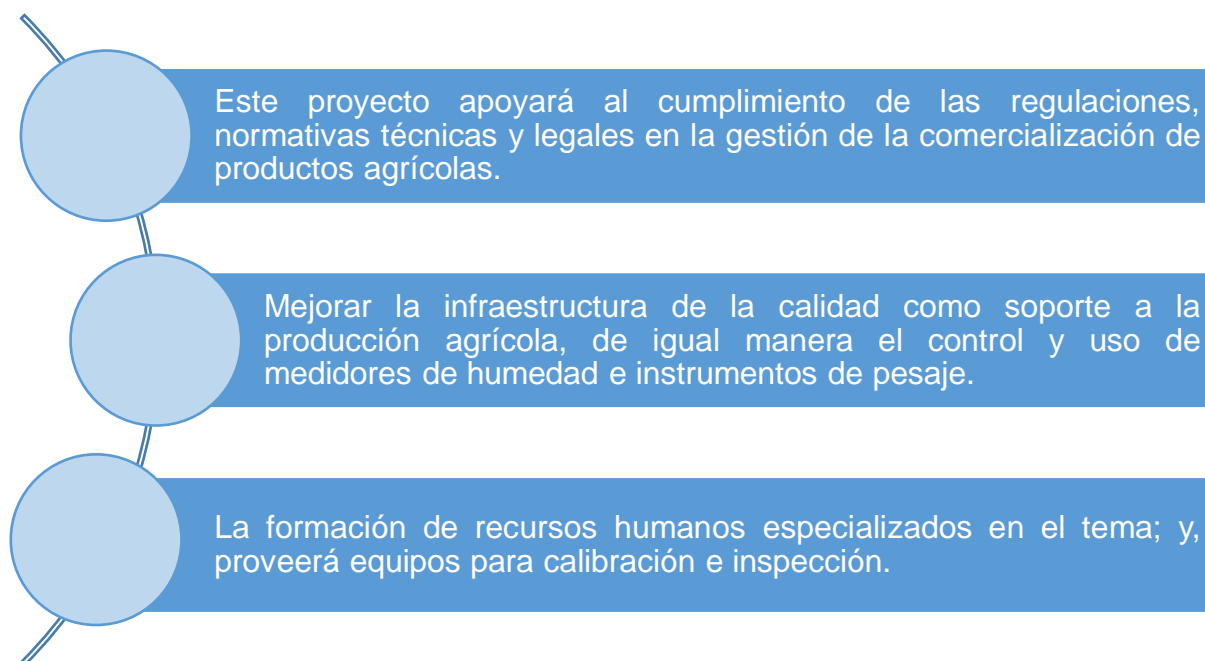 Este proyecto apoyará al cumplimiento de las regulaciones,
normativas técnicas y legales en la gestión de la comercialización de
productos agrícolas.
Mejorar la infraestructura de la calidad como soporte a la
producción agrícola, de igual manera el control y uso de
medidores de humedad e instrumentos de pesaje.
La formación de recursos humanos especializados en el tema; y,
proveerá equipos para calibración e inspección.